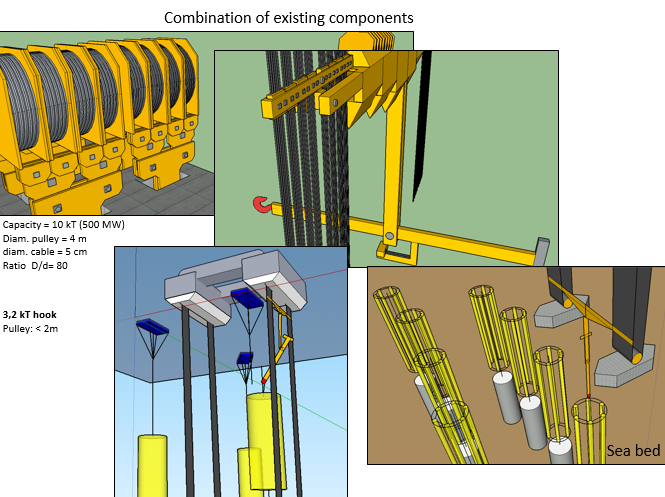 Combination of existing components
Capacity = 10 kT (500 MW)
Diam. pulley = 4 m
diam. cable = 5 cm
Ratio D/d= 80
3,2 kT hook
Pulley: < 2m
Sea bed